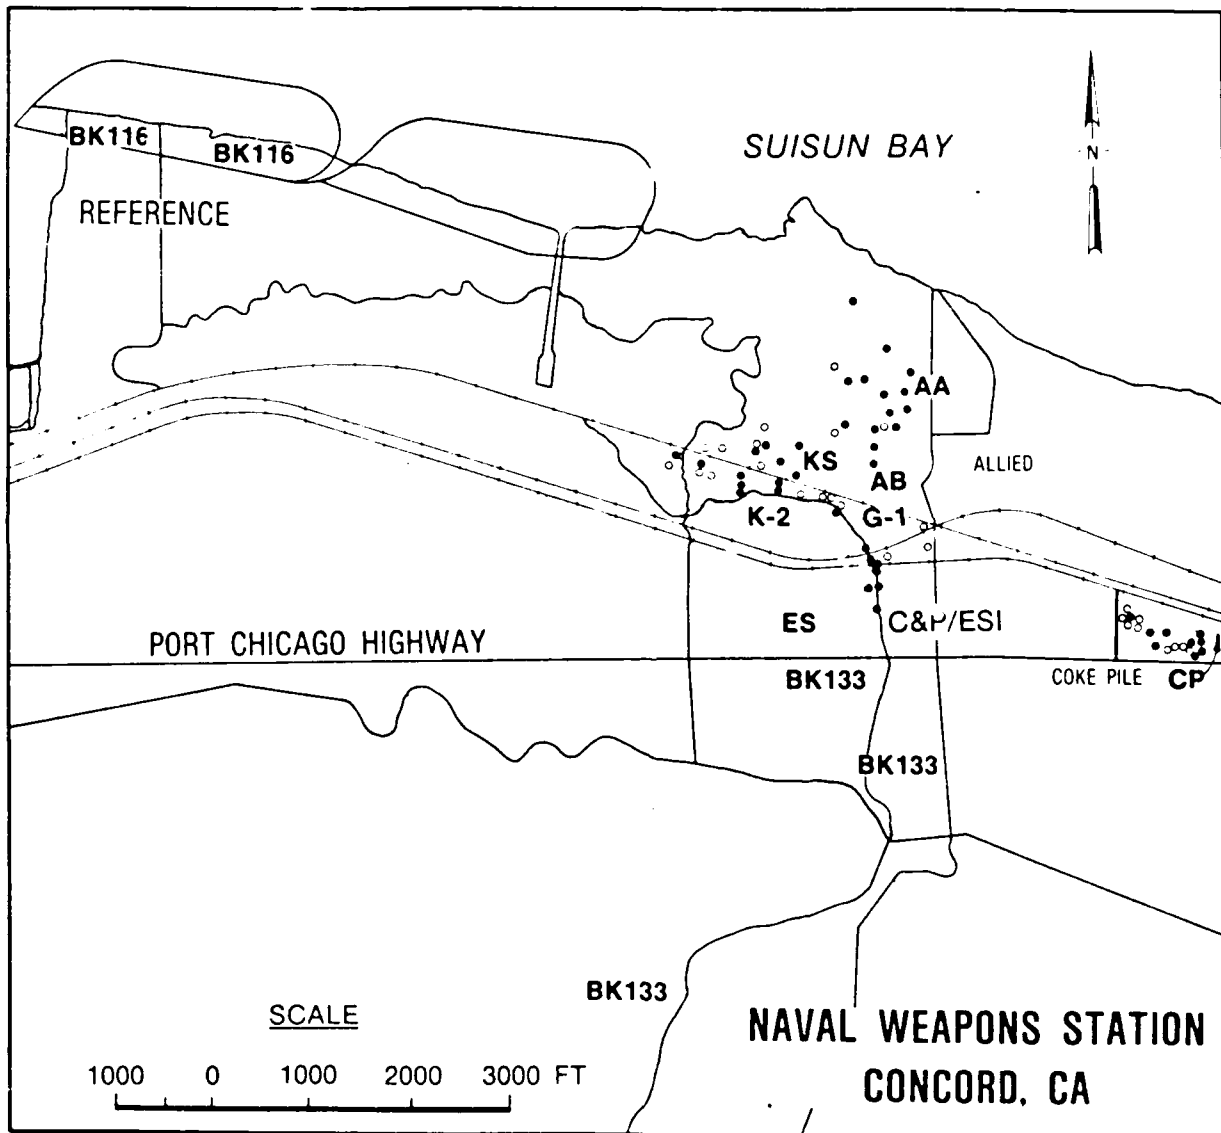 SUISUN BAY
BK116
BK116
N
REFERENCE
AA
KS
ALLIED
AB
K-2
G-1
ES
C&P/ESI
PORT CHICAGO HIGHWAY
BK133
COKE PILE
CP
BK133
BK133
SCALE
NAVAL WEAPONS STATION
CONCORD, CA
1000 0 1000 2000 3000 FT